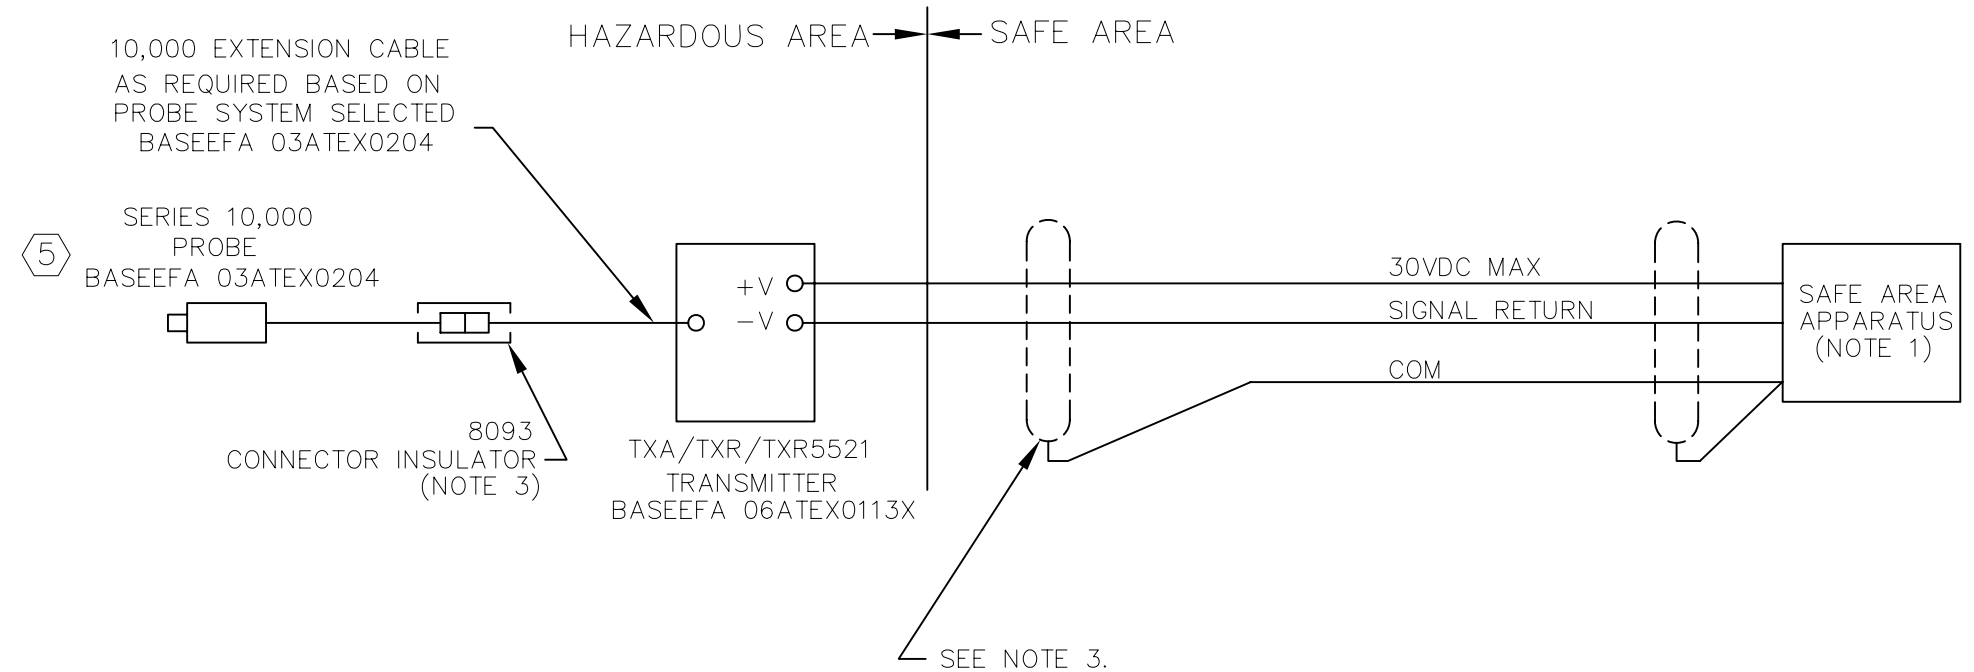 HAZARDOUS AREA
SAFE AREA
10,000 EXTENSION CABLE
AS REQUIRED BASED ON
PROBE SYSTEM SELECTED
BASEEFA 03ATEX0204
5
SERIES 10,000
PROBE
BASEEFA 03ATEX0204
+V
-V
30VDC MAX
SIGNAL RETURN
COM
SAFE AREA
APPARATUS
(NOTE 1)
8093
CONNECTOR INSULATOR
(NOTE 3)
TXA/TXR/TXR5521
TRANSMITTER
BASEEFA 06ATEX0113X
SEE NOTE 3.